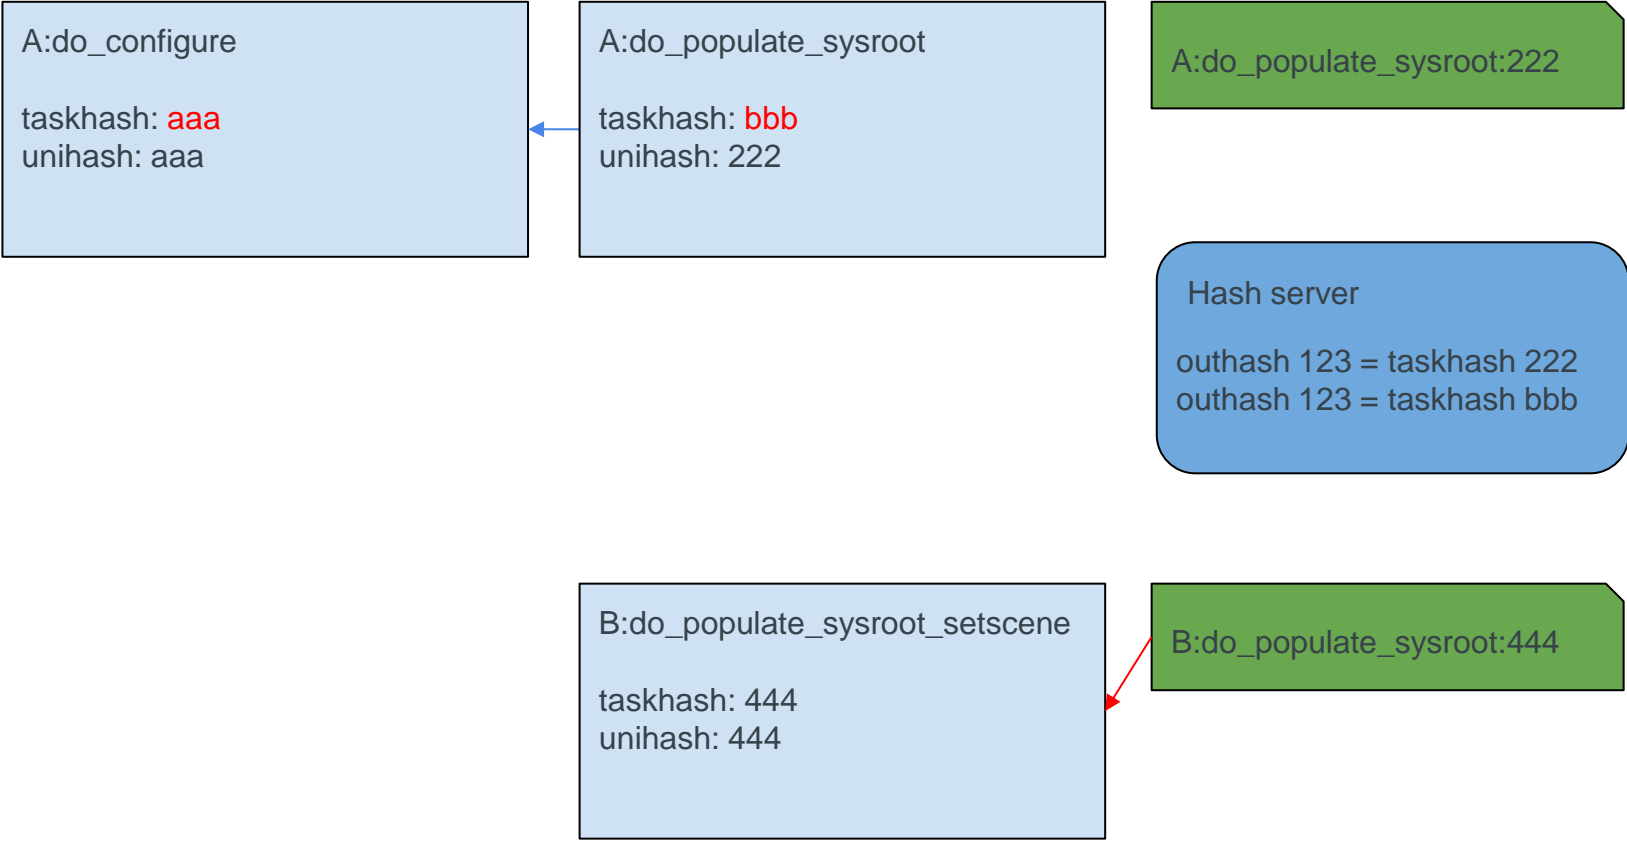 A:do_configure
taskhash: aaa
unihash: aaa
A:do_populate_sysroot
taskhash: bbb
unihash: 222
A:do_populate_sysroot:222
Hash server
outhash 123 = taskhash 222
outhash 123 = taskhash bbb
B:do_populate_sysroot_setscene
taskhash: 444
unihash: 444
B:do_populate_sysroot:444